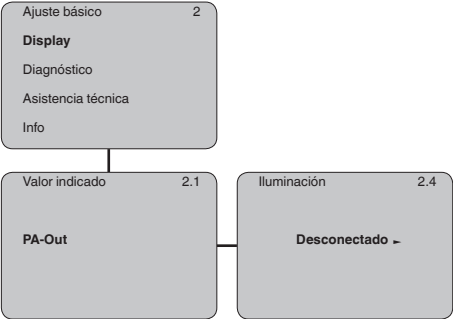 Ajuste básico 2
Display
Diagnóstico
Asistencia técnica
Info
Valor indicado 2.1
PA-Out
Iluminación 2.4
Desconectado ►